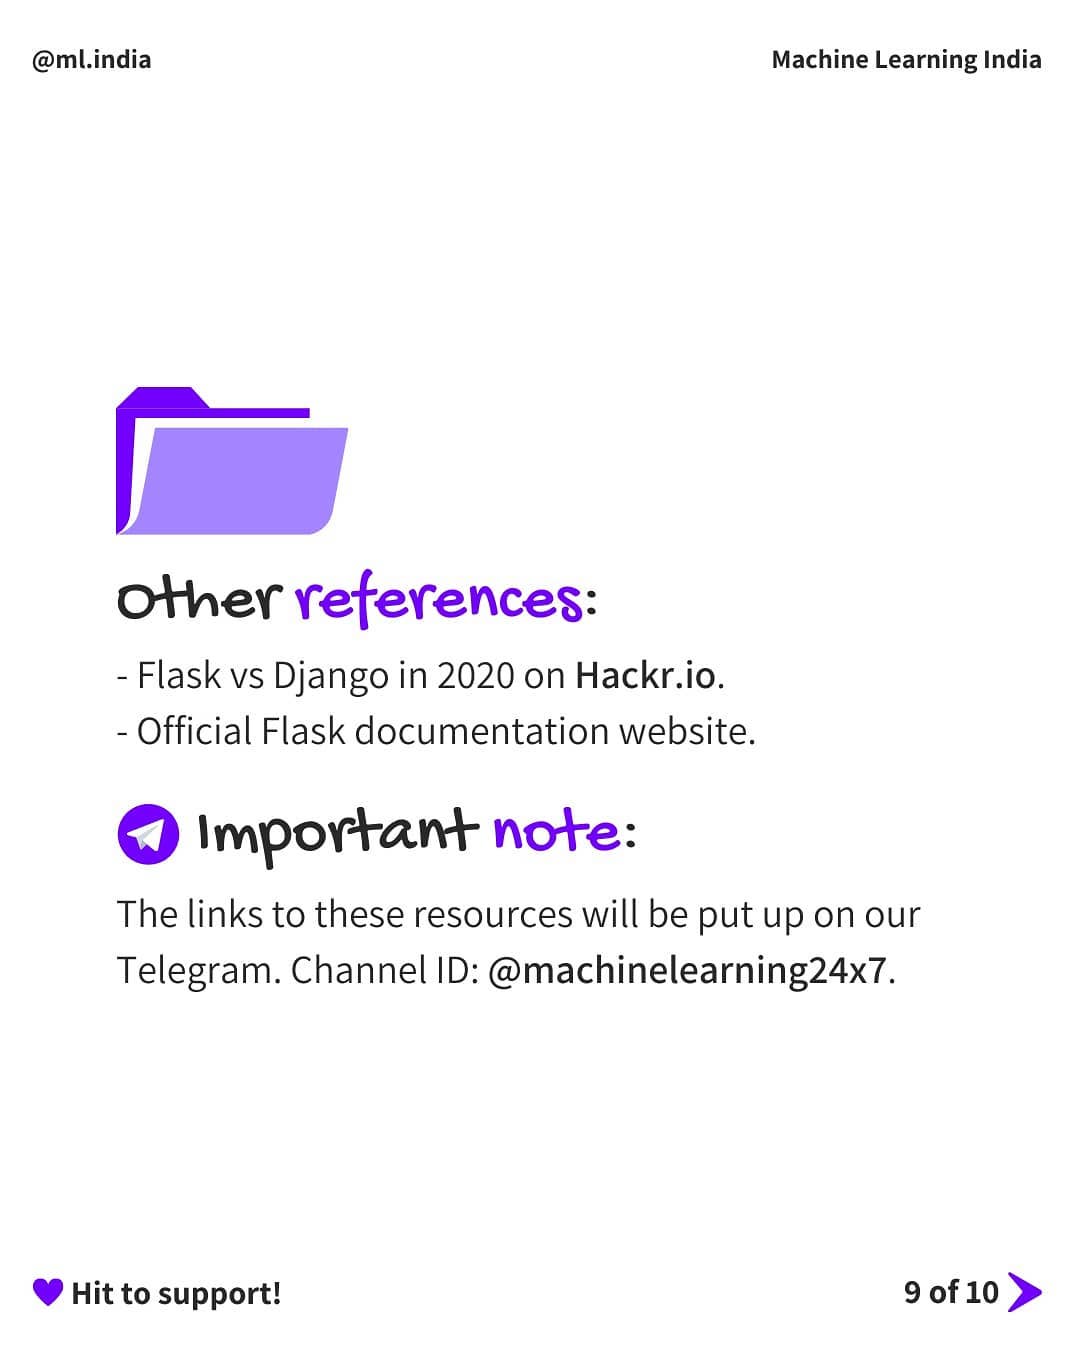 @ml.india
Machine Learning India
Other references:
- Flask vs Django in 2020 on Hackr.io.
- Official Flask documentation website.
Important note:
The links to these resources will be put up on our
Telegram. Channel ID: @machinelearning24x7.
Hit to support!
9 of 10